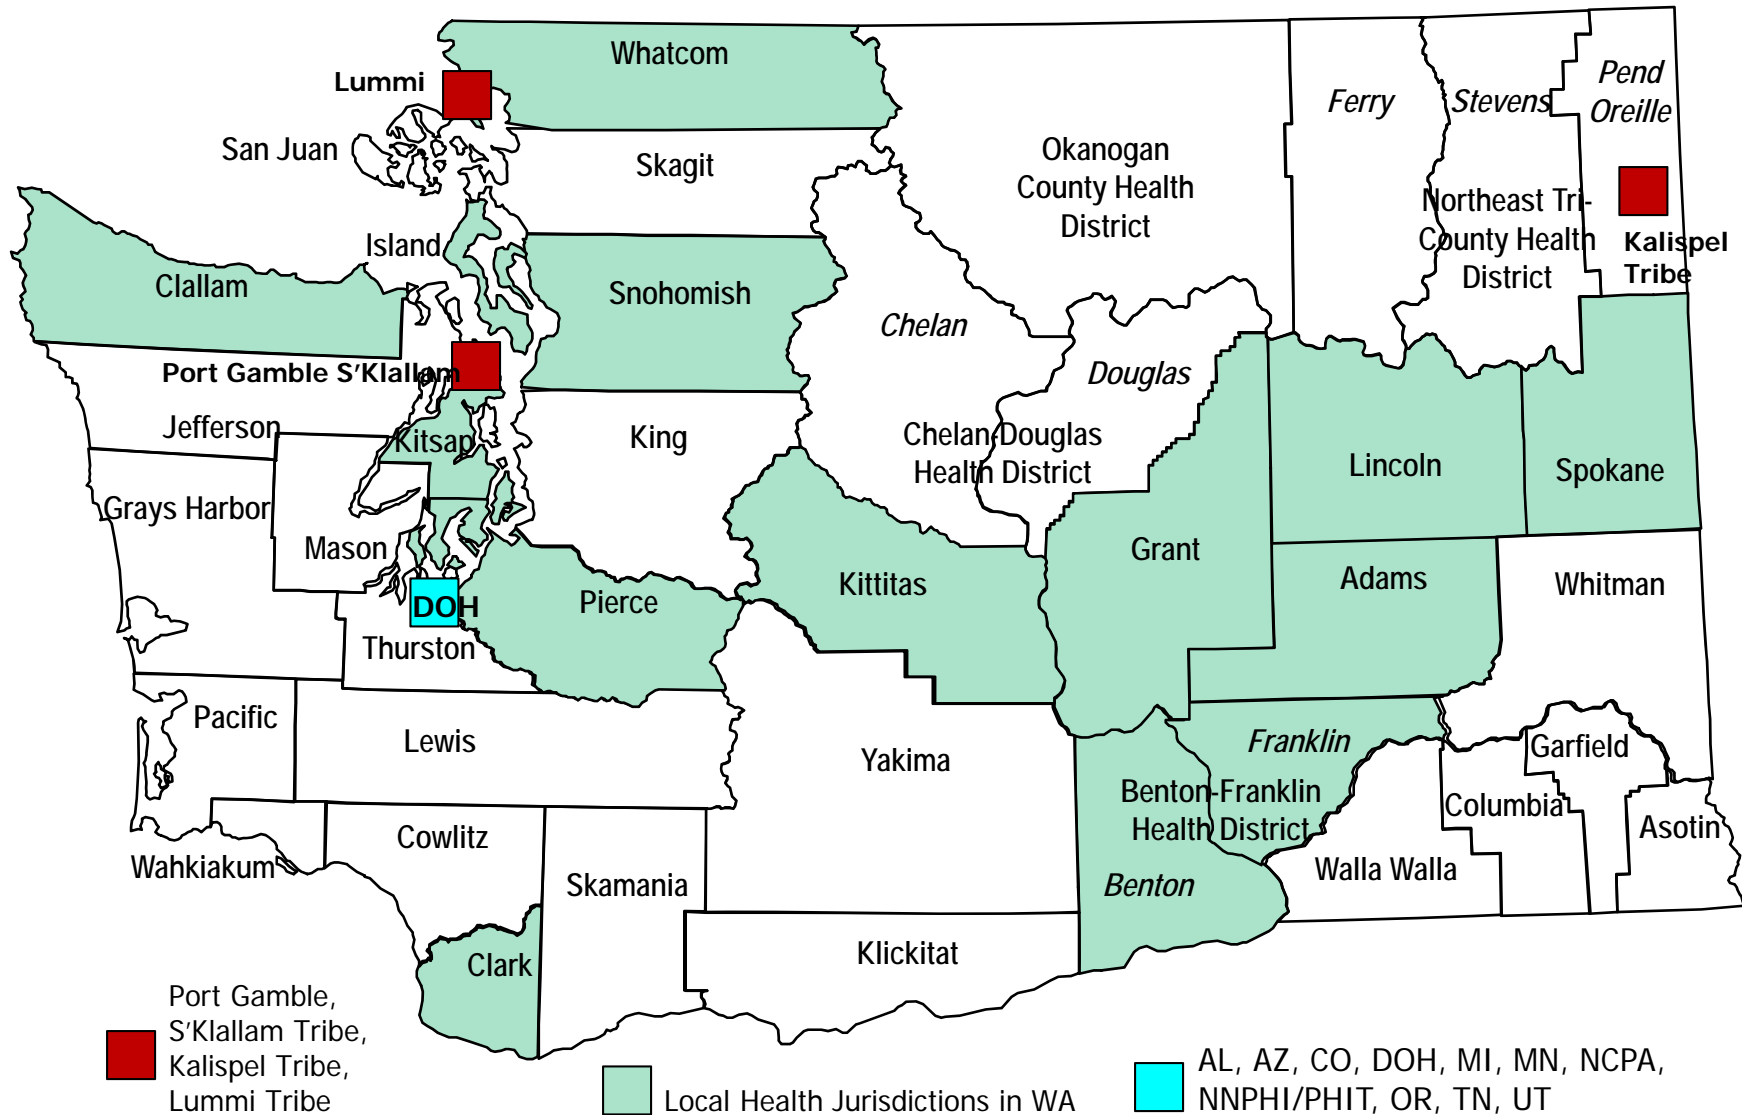 Whatcom
Lummi
San Juan
Skagit
Okanogan
County Health
District
Ferry
Stevens
Pend
Oreille
Northeast Tri-
County Health
District
Kalispel
Tribe
Island
Clallam
Snohomish
Chelan
Douglas
Port Gamble S'Klallam
Jefferson
Kitsap
King
Chelan-Douglas
Health District
Lincoln
Spokane
Grays Harbor
Mason
Grant
Adams
Whitman
Kittitas
Pierce
DOH
Thurston
Pacific
Lewis
Yakima
Franklin
Garfield
Benton-Franklin
Health District
Columbia
Asotin
Cowlitz
Wahkiakum
Skamania
Walla Walla
Benton
Klickitat
Clark
Port Gamble,
S'Klallam Tribe,
Kalispel Tribe,
Lummi Tribe
Local Health Jurisdictions in WA
AL, AZ, CO, DOH, MI, MN, NCPA,
NNPHI/PHIT, OR, TN, UT